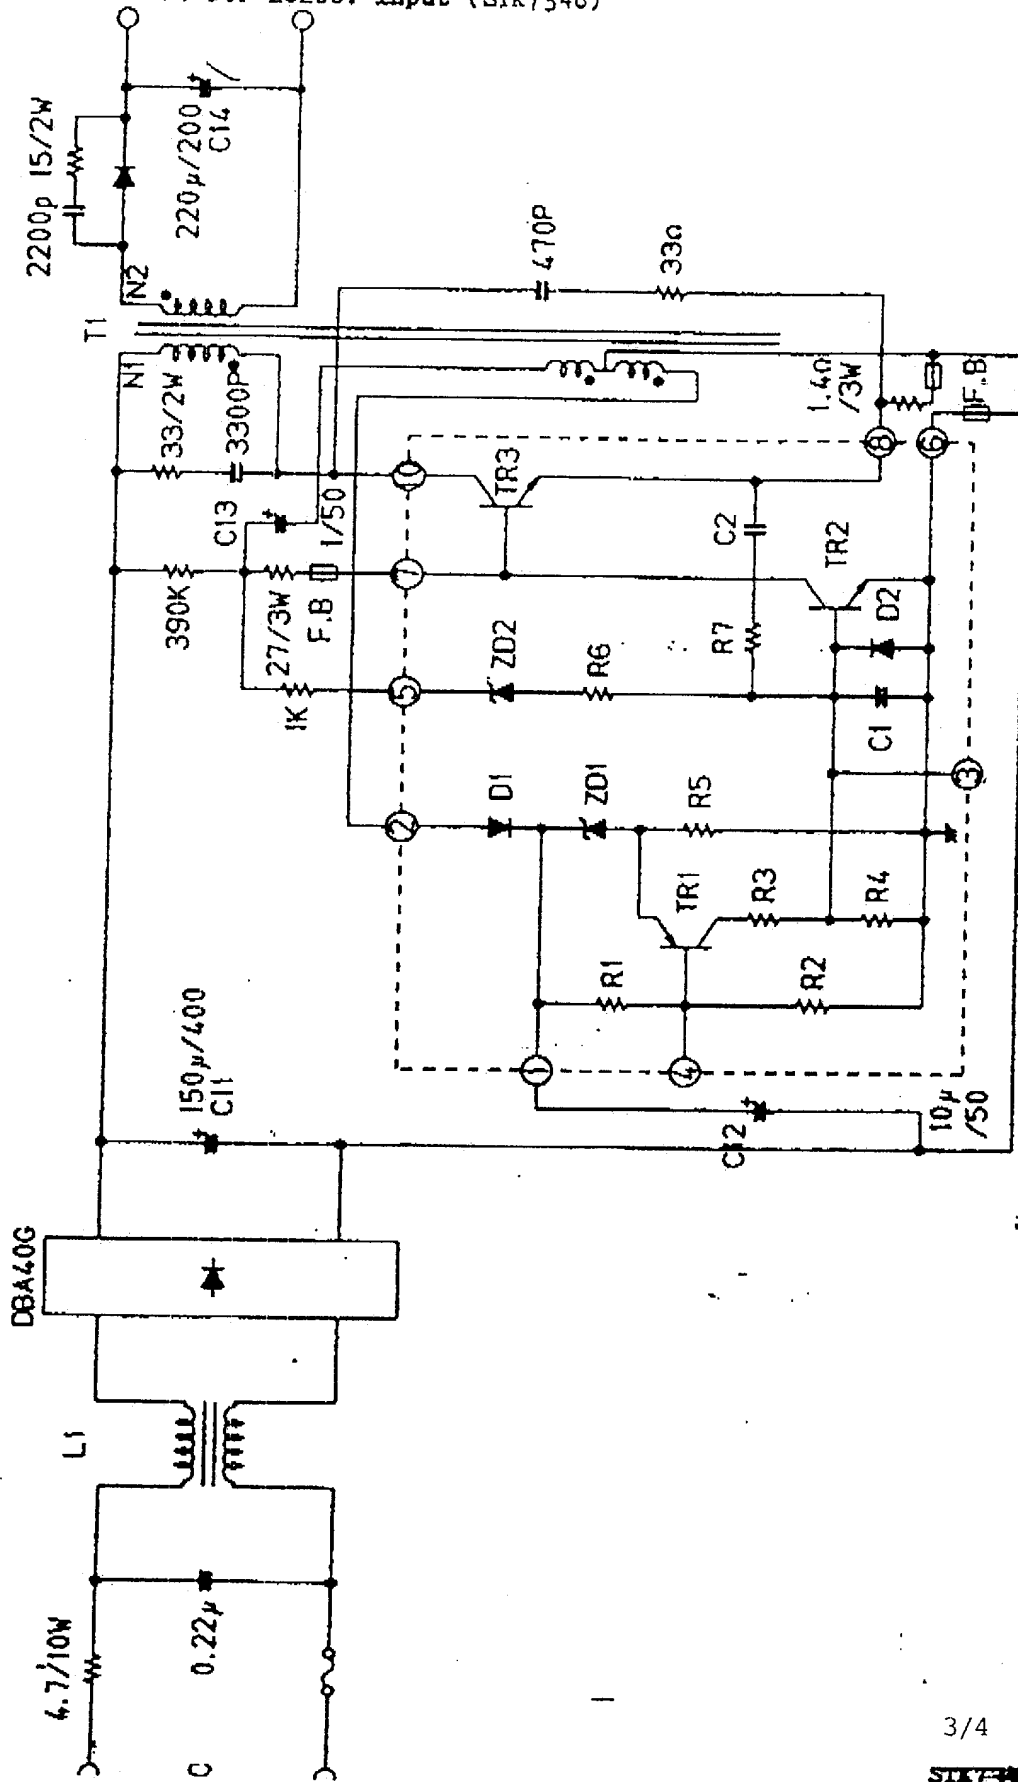 Input (STK7348)
2200p 15/2W
220μ/200
C14
N2
T1
N1
33/2W
3300P
470P
33Ω
1.4Ω
/3W
F.B
C13
1/50
390K
27/3W
F.B
1K
10
7
5
2
8
6
3
1
4
TR3
C2
TR2
D2
R7
ZD2
R6
C1
D1
ZD1
R5
TR1
R3
R4
R1
R2
150μ/400
C11
C12
10μ
/50
DBA40G
L1
4.7/10W
0.22μ
C
3/4